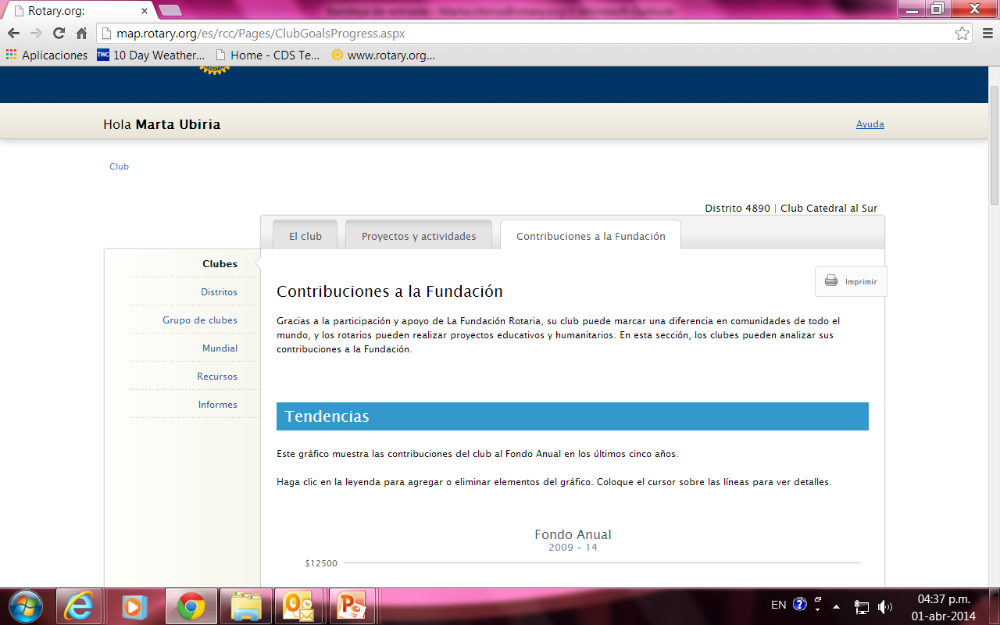 Rotary.org:
map.rotary.org/es/rcc/Pages/ClubGoalsProgress.aspx
Aplicaciones
TWC 10 Day Weather...
Home - CDS Te...
www.rotary.org...
Hola Marta Ubiria
Ayuda
Club
Distrito 4890 | Club Catedral al Sur
El club
Proyectos y actividades
Contribuciones a la Fundación
Clubes
Distritos
Grupo de clubes
Mundial
Recursos
Informes
Imprimir
Contribuciones a la Fundación
Gracias a la participación y apoyo de La Fundación Rotaria, su club puede marcar una diferencia en comunidades de todo el
mundo, y los rotarios pueden realizar proyectos educativos y humanitarios. En esta sección, los clubes pueden analizar sus
contribuciones a la Fundación.
Tendencias
Este gráfico muestra las contribuciones del club al Fondo Anual en los últimos cinco años.
Haga clic en la leyenda para agregar o eliminar elementos del gráfico. Coloque el cursor sobre las líneas para ver detalles.
Fondo Anual
2009 - 14
$12500
EN
04:37 p.m.
01-abr-2014